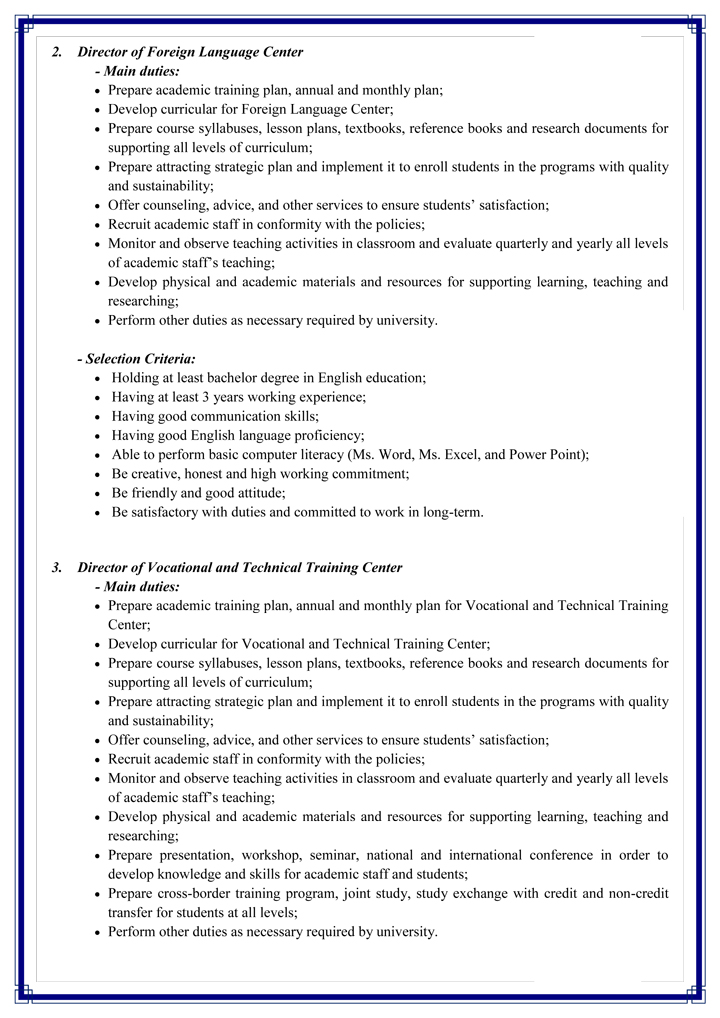 2. Director of Foreign Language Center
- Main duties:
• Prepare academic training plan, annual and monthly plan;
• Develop curricular for Foreign Language Center;
• Prepare course syllabuses, lesson plans, textbooks, reference books and research documents for
supporting all levels of curriculum;
• Prepare attracting strategic plan and implement it to enroll students in the programs with quality
and sustainability;
• Offer counseling, advice, and other services to ensure students’ satisfaction;
• Recruit academic staff in conformity with the policies;
• Monitor and observe teaching activities in classroom and evaluate quarterly and yearly all levels
of academic staff’s teaching;
• Develop physical and academic materials and resources for supporting learning, teaching and
researching;
• Perform other duties as necessary required by university.
- Selection Criteria:
• Holding at least bachelor degree in English education;
• Having at least 3 years working experience;
• Having good communication skills;
• Having good English language proficiency;
• Able to perform basic computer literacy (Ms. Word, Ms. Excel, and Power Point);
• Be creative, honest and high working commitment;
• Be friendly and good attitude;
• Be satisfactory with duties and committed to work in long-term.
3. Director of Vocational and Technical Training Center
- Main duties:
• Prepare academic training plan, annual and monthly plan for Vocational and Technical Training
Center;
• Develop curricular for Vocational and Technical Training Center;
• Prepare course syllabuses, lesson plans, textbooks, reference books and research documents for
supporting all levels of curriculum;
• Prepare attracting strategic plan and implement it to enroll students in the programs with quality
and sustainability;
• Offer counseling, advice, and other services to ensure students’ satisfaction;
• Recruit academic staff in conformity with the policies;
• Monitor and observe teaching activities in classroom and evaluate quarterly and yearly all levels
of academic staff’s teaching;
• Develop physical and academic materials and resources for supporting learning, teaching and
researching;
• Prepare presentation, workshop, seminar, national and international conference in order to
develop knowledge and skills for academic staff and students;
• Prepare cross-border training program, joint study, study exchange with credit and non-credit
transfer for students at all levels;
• Perform other duties as necessary required by university.